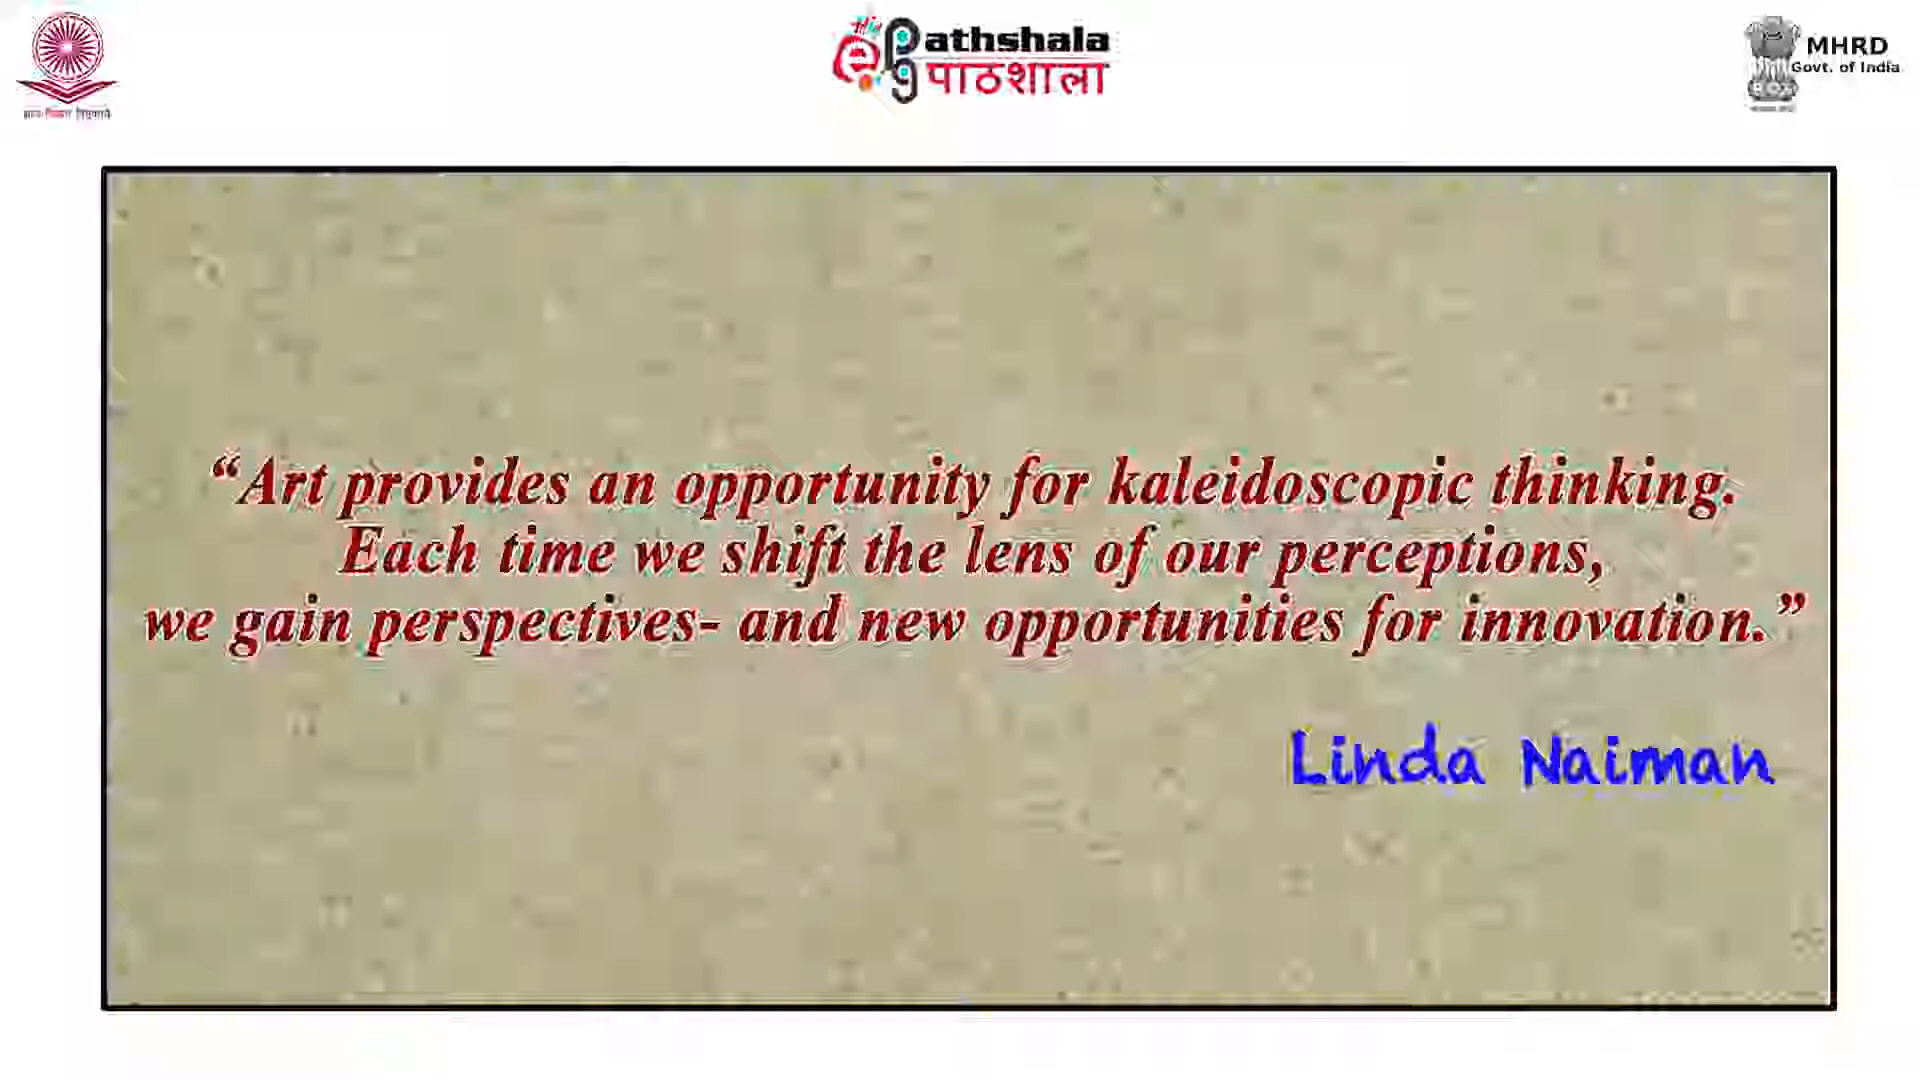 Pathshala
पाठशाला
MHRD
Govt. of India
“Art provides an opportunity for kaleidoscopic thinking.
Each time we shift the lens of our perceptions,
we gain perspectives- and new opportunities for innovation.”
Linda Naiman